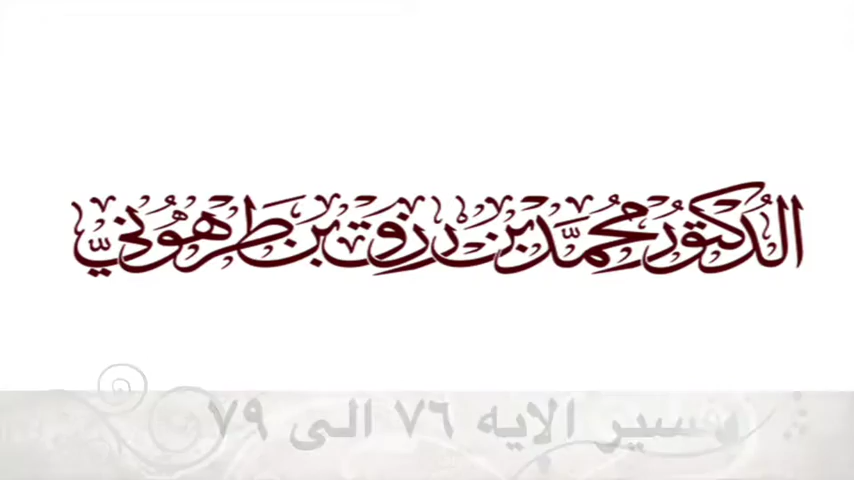 الدكتور محمد بن رزق بن طرهوني
تفسير الايه ٧٦ الى ٧٩